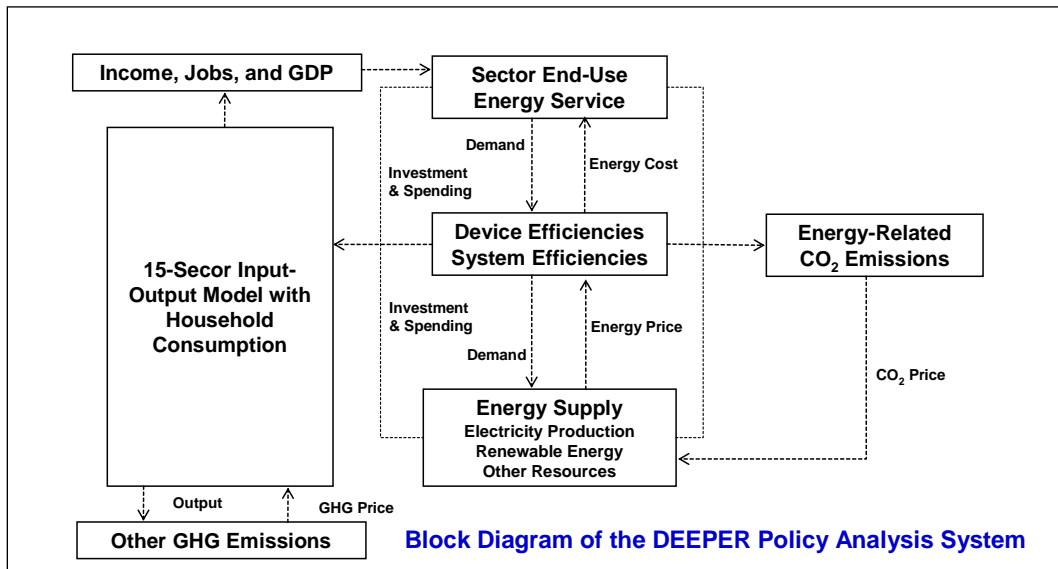 Income, Jobs, and GDP
Sector End-Use
Energy Service
Demand
Energy Cost
Investment
& Spending
Device Efficiencies
System Efficiencies
Energy-Related
CO₂ Emissions
15-Secor Input-
Output Model with
Household
Consumption
Investment
& Spending
Energy Price
Demand
CO₂ Price
Energy Supply
Electricity Production
Renewable Energy
Other Resources
Output
GHG Price
Other GHG Emissions
Block Diagram of the DEEPER Policy Analysis System